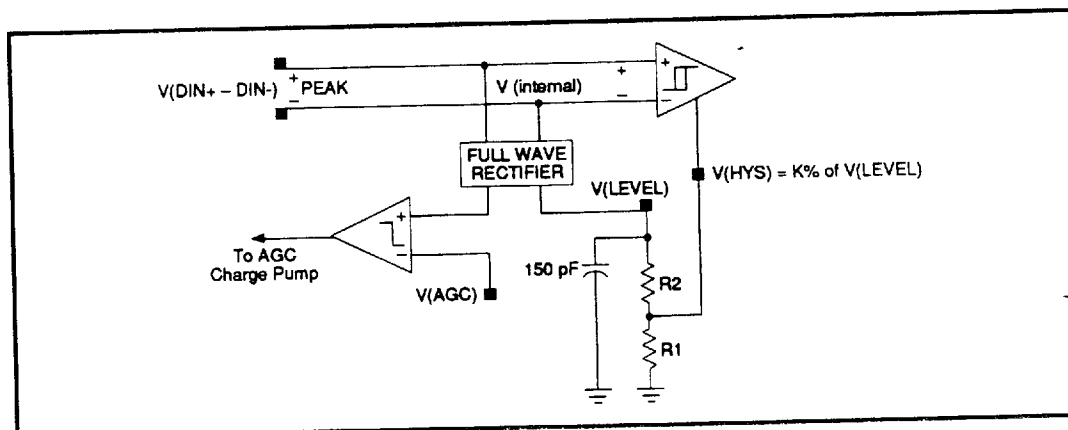 V(DIN+ – DIN-)
+
–
PEAK
V (internal)
+
–
+
–
FULL WAVE
RECTIFIER
V(LEVEL)
V(HYS) = K% of V(LEVEL)
+
–
To AGC
Charge Pump
V(AGC)
150 pF
R2
R1